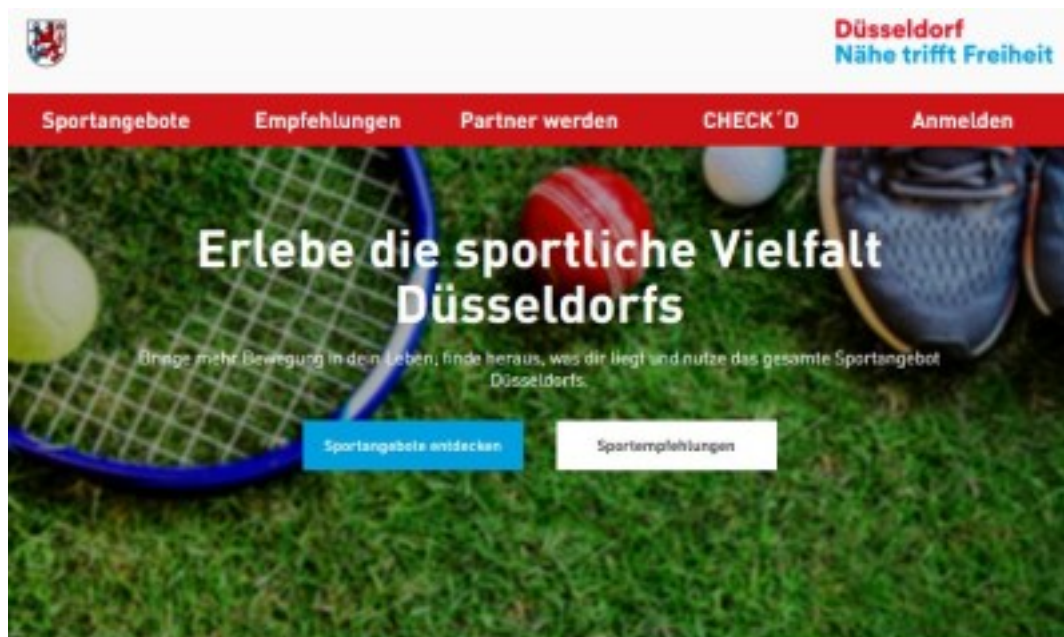 Düsseldorf
Nähe trifft Freiheit
Sportangebote Empfehlungen Partner werden CHECK´D Anmelden
Erlebe die sportliche Vielfalt
Düsseldorfs
Bringe mehr Bewegung in dein Leben, finde heraus, was dir liegt und nutze das gesamte Sportangebot
Düsseldorfs.
Sportangebote entdecken Sportempfehlungen